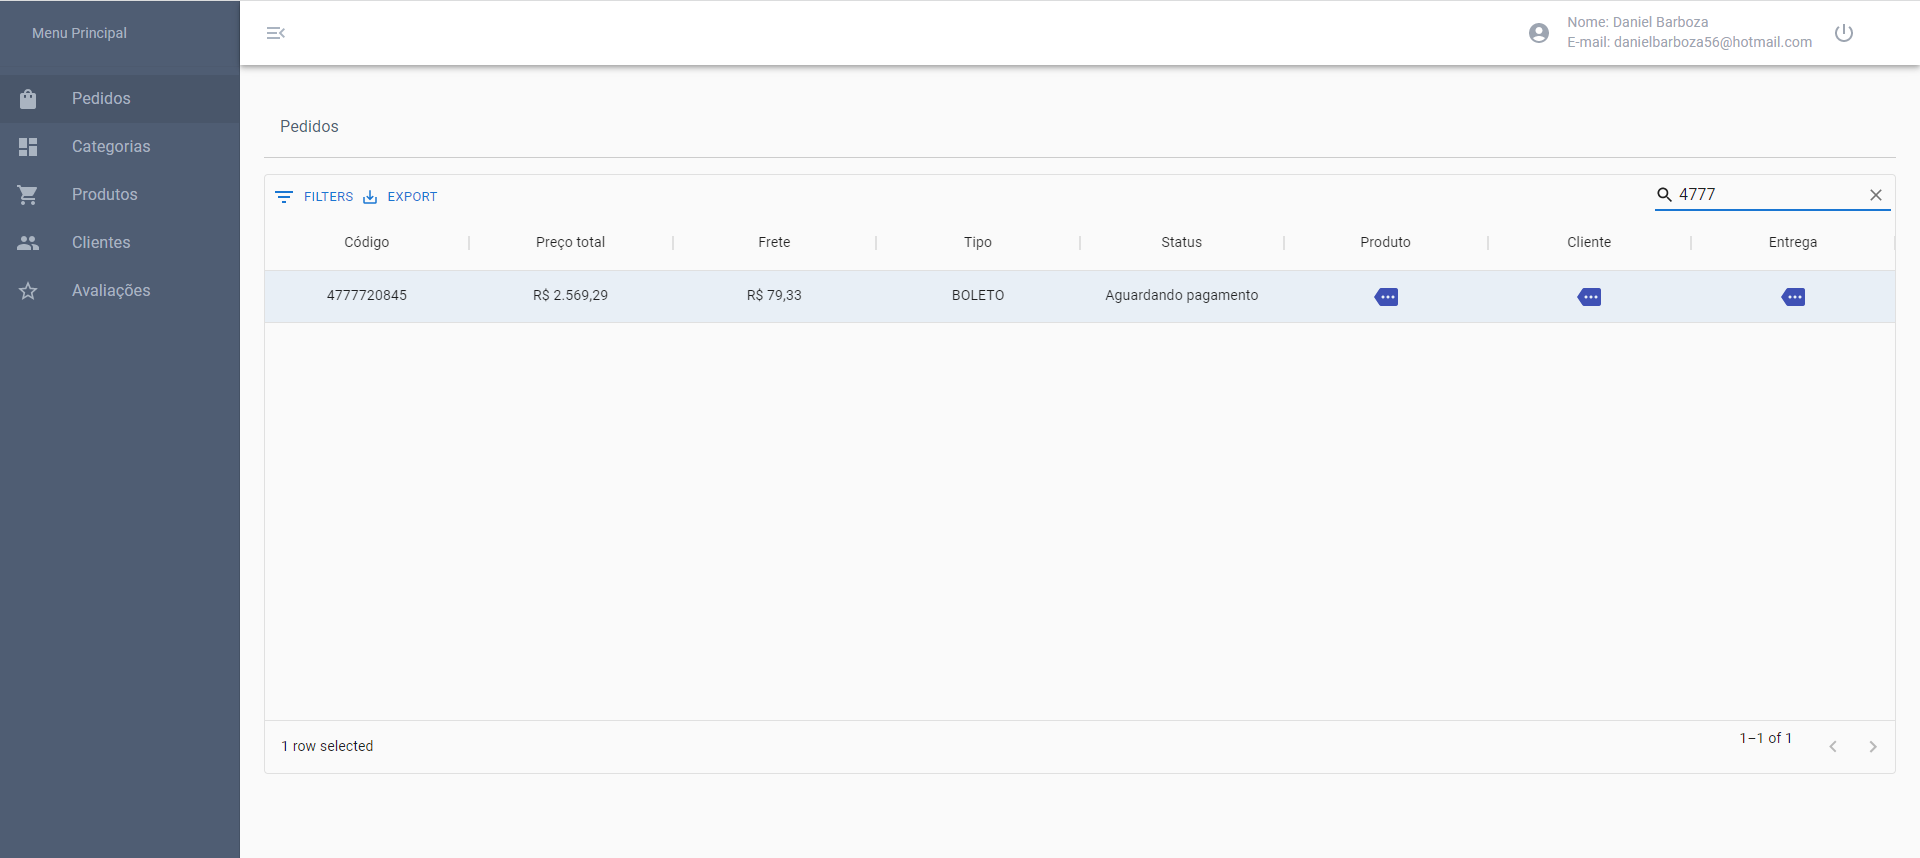 Menu Principal
Nome: Daniel Barboza
E-mail: danielbarboza56@hotmail.com
Pedidos
Categorias
Produtos
Clientes
Avaliações
Pedidos
FILTERS EXPORT 4777
Código Preço total Frete Tipo Status Produto Cliente Entrega
4777720845 R$ 2.569,29 R$ 79,33 BOLETO Aguardando pagamento
1 row selected 1–1 of 1